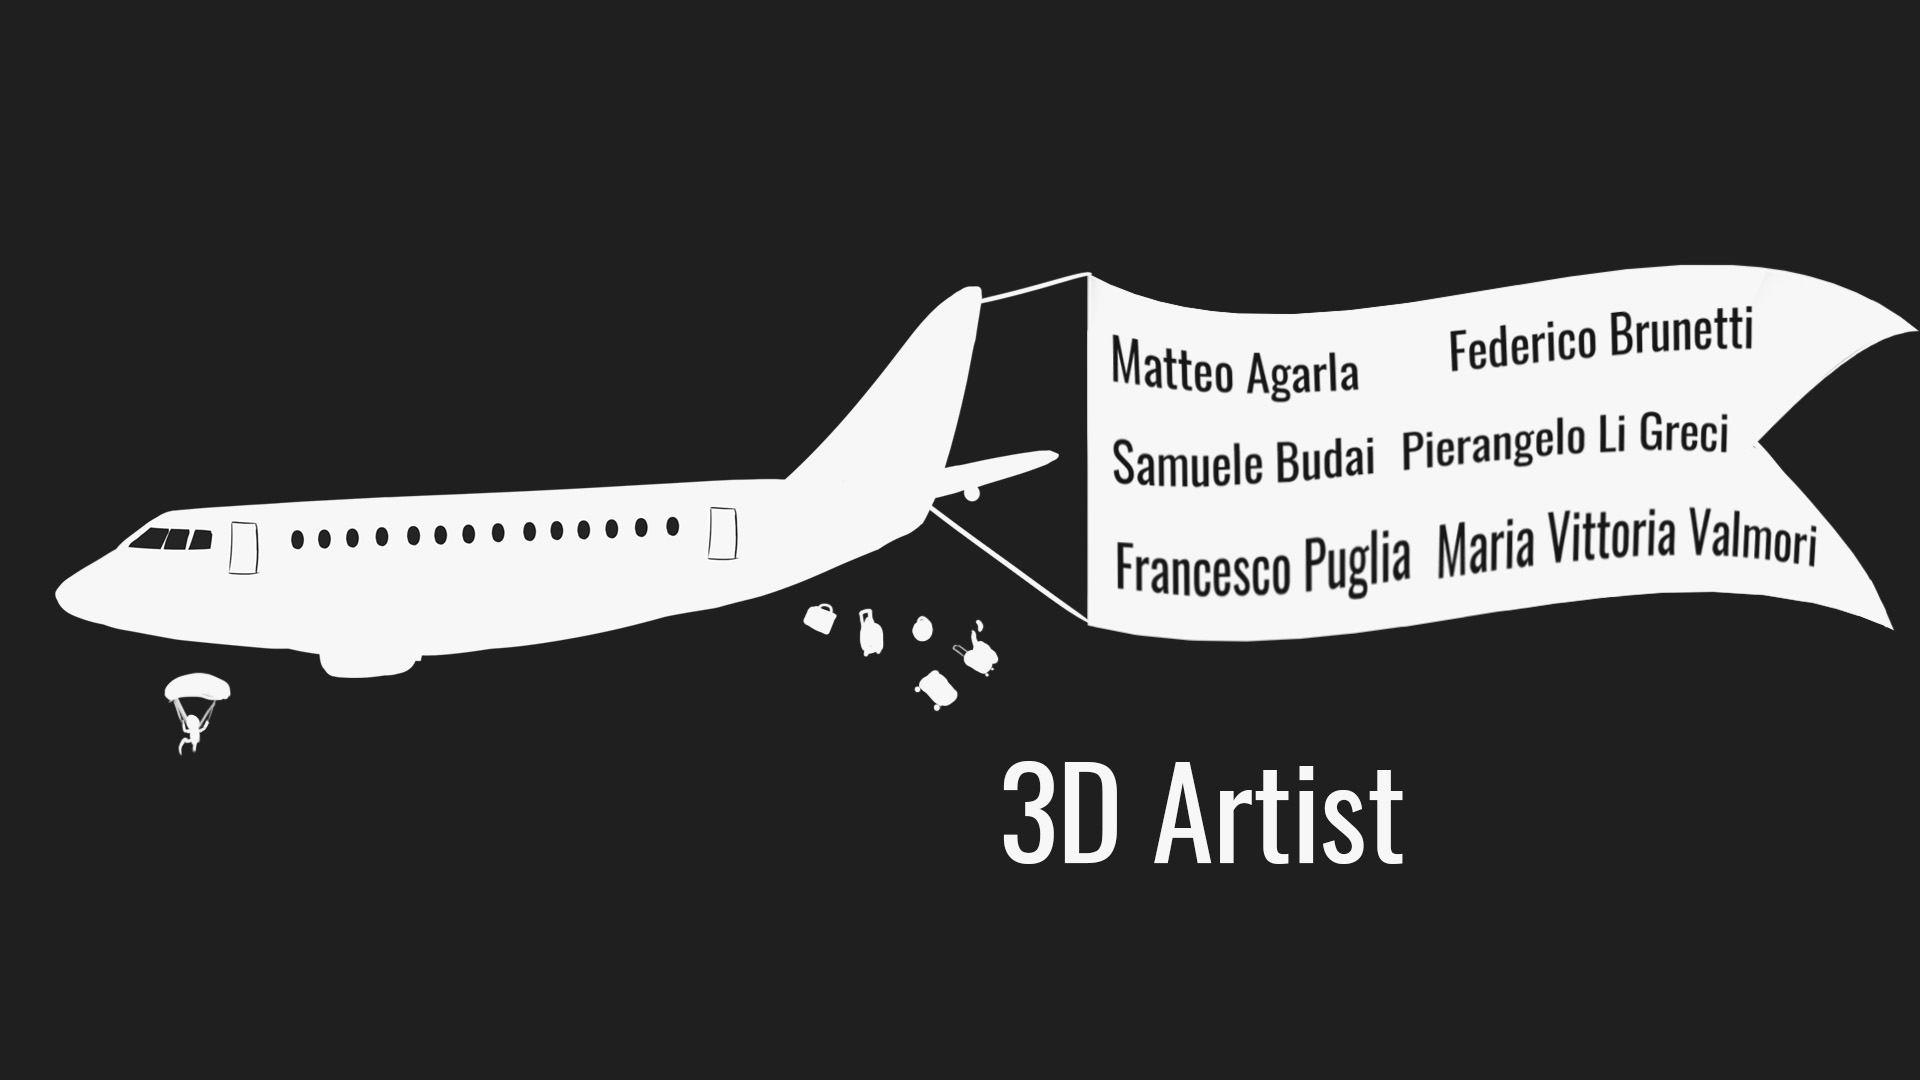 Matteo Agarla Federico Brunetti
Samuele Budai Pierangelo Li Greci
Francesco Puglia Maria Vittoria Valmori
3D Artist